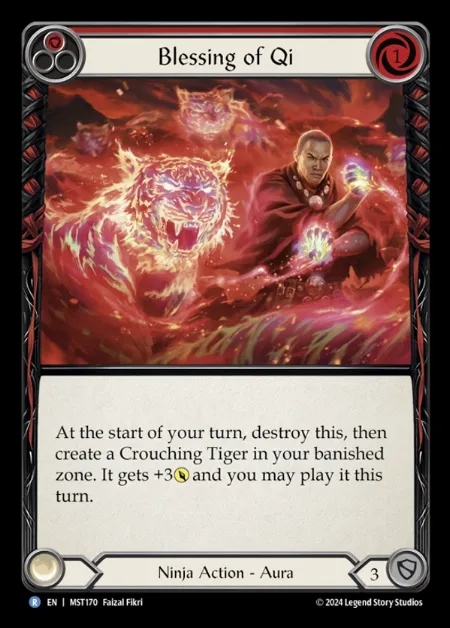 Blessing of Qi
1
At the start of your turn, destroy this, then
create a Crouching Tiger in your banished
zone. It gets +3 and you may play it this
turn.
Ninja Action - Aura
3
R EN | MST170 Faizal Fikri
© 2024 Legend Story Studios